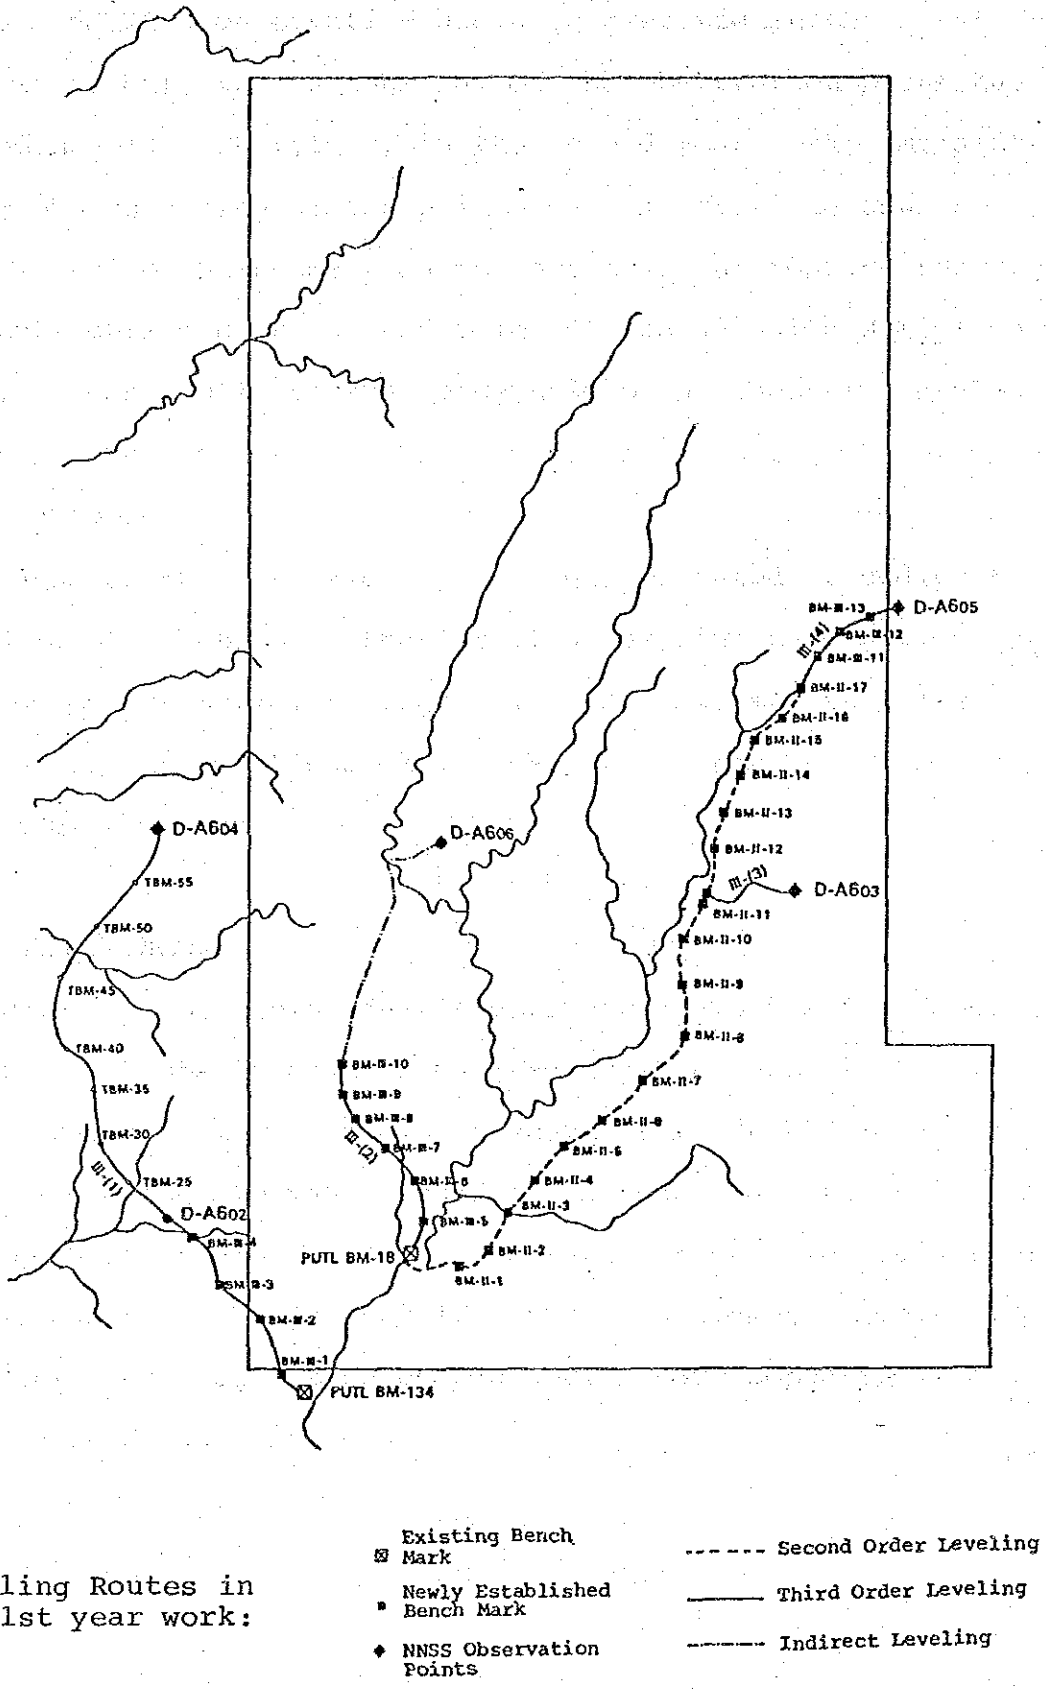 BM-III-13
D-A605
III-(4)
BM-III-12
BM-III-11
BM-II-17
BM-II-16
BM-II-15
BM-II-14
BM-II-13
BM-II-12
III-(3)
D-A603
BM-II-11
BM-II-10
BM-II-9
BM-II-8
BM-II-7
BM-II-6
BM-II-5
BM-II-4
BM-II-3
BM-II-2
BM-II-1
D-A606
D-A604
TBM-55
TBM-50
TBM-45
TBM-40
TBM-35
TBM-30
III-(1)
TBM-25
D-A602
BM-III-4
BM-III-3
BM-III-2
BM-III-1
PUTL BM-134
BM-III-10
BM-III-9
BM-III-8
III-(2)
BM-III-7
BM-III-6
BM-III-5
PUTL BM-18
ling Routes in
1st year work:
Existing Bench
Mark
Newly Established
Bench Mark
NNSS Observation
Points
Second Order Leveling
Third Order Leveling
Indirect Leveling